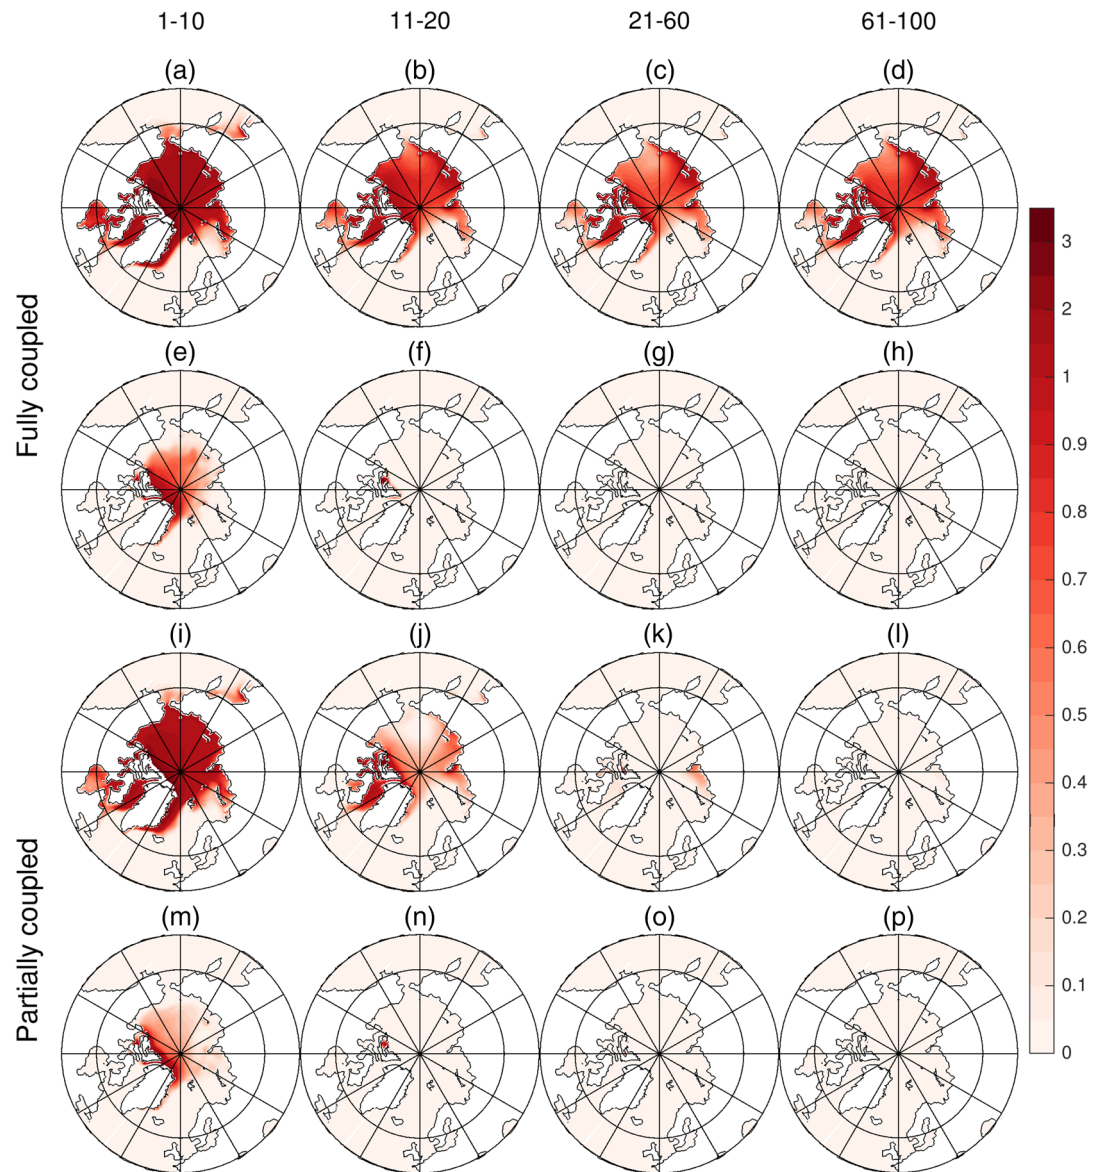 1-10 11-20 21-60 61-100
(a) (b) (c) (d)
Fully coupled
(e) (f) (g) (h)
(i) (j) (k) (l)
Partially coupled
(m) (n) (o) (p)
3
2
1
0.9
0.8
0.7
0.6
0.5
0.4
0.3
0.2
0.1
0